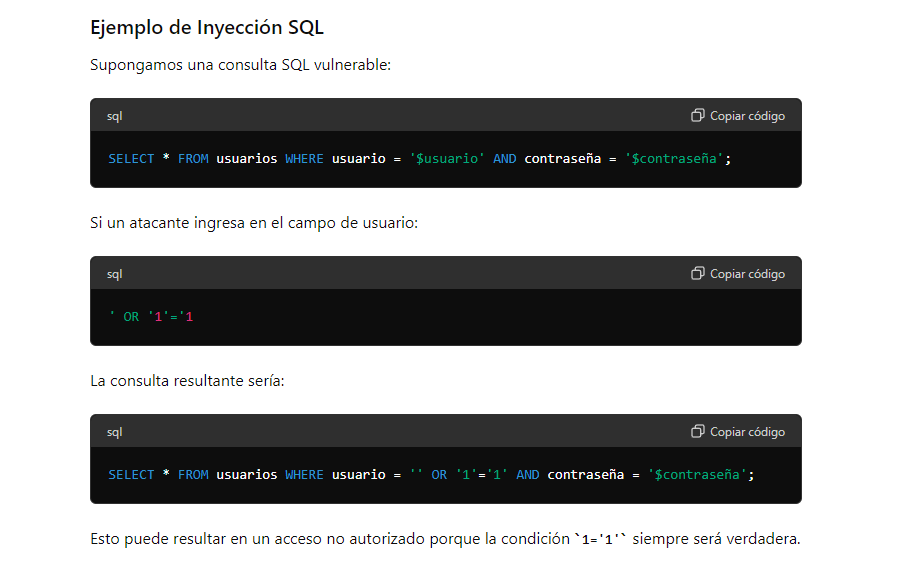 Ejemplo de Inyección SQL
Supongamos una consulta SQL vulnerable:
sql Copiar código
SELECT * FROM usuarios WHERE usuario = '$usuario' AND contraseña = '$contraseña';
Si un atacante ingresa en el campo de usuario:
sql Copiar código
' OR '1'='1
La consulta resultante sería:
sql Copiar código
SELECT * FROM usuarios WHERE usuario = '' OR '1'='1' AND contraseña = '$contraseña';
Esto puede resultar en un acceso no autorizado porque la condición `1='1'` siempre será verdadera.